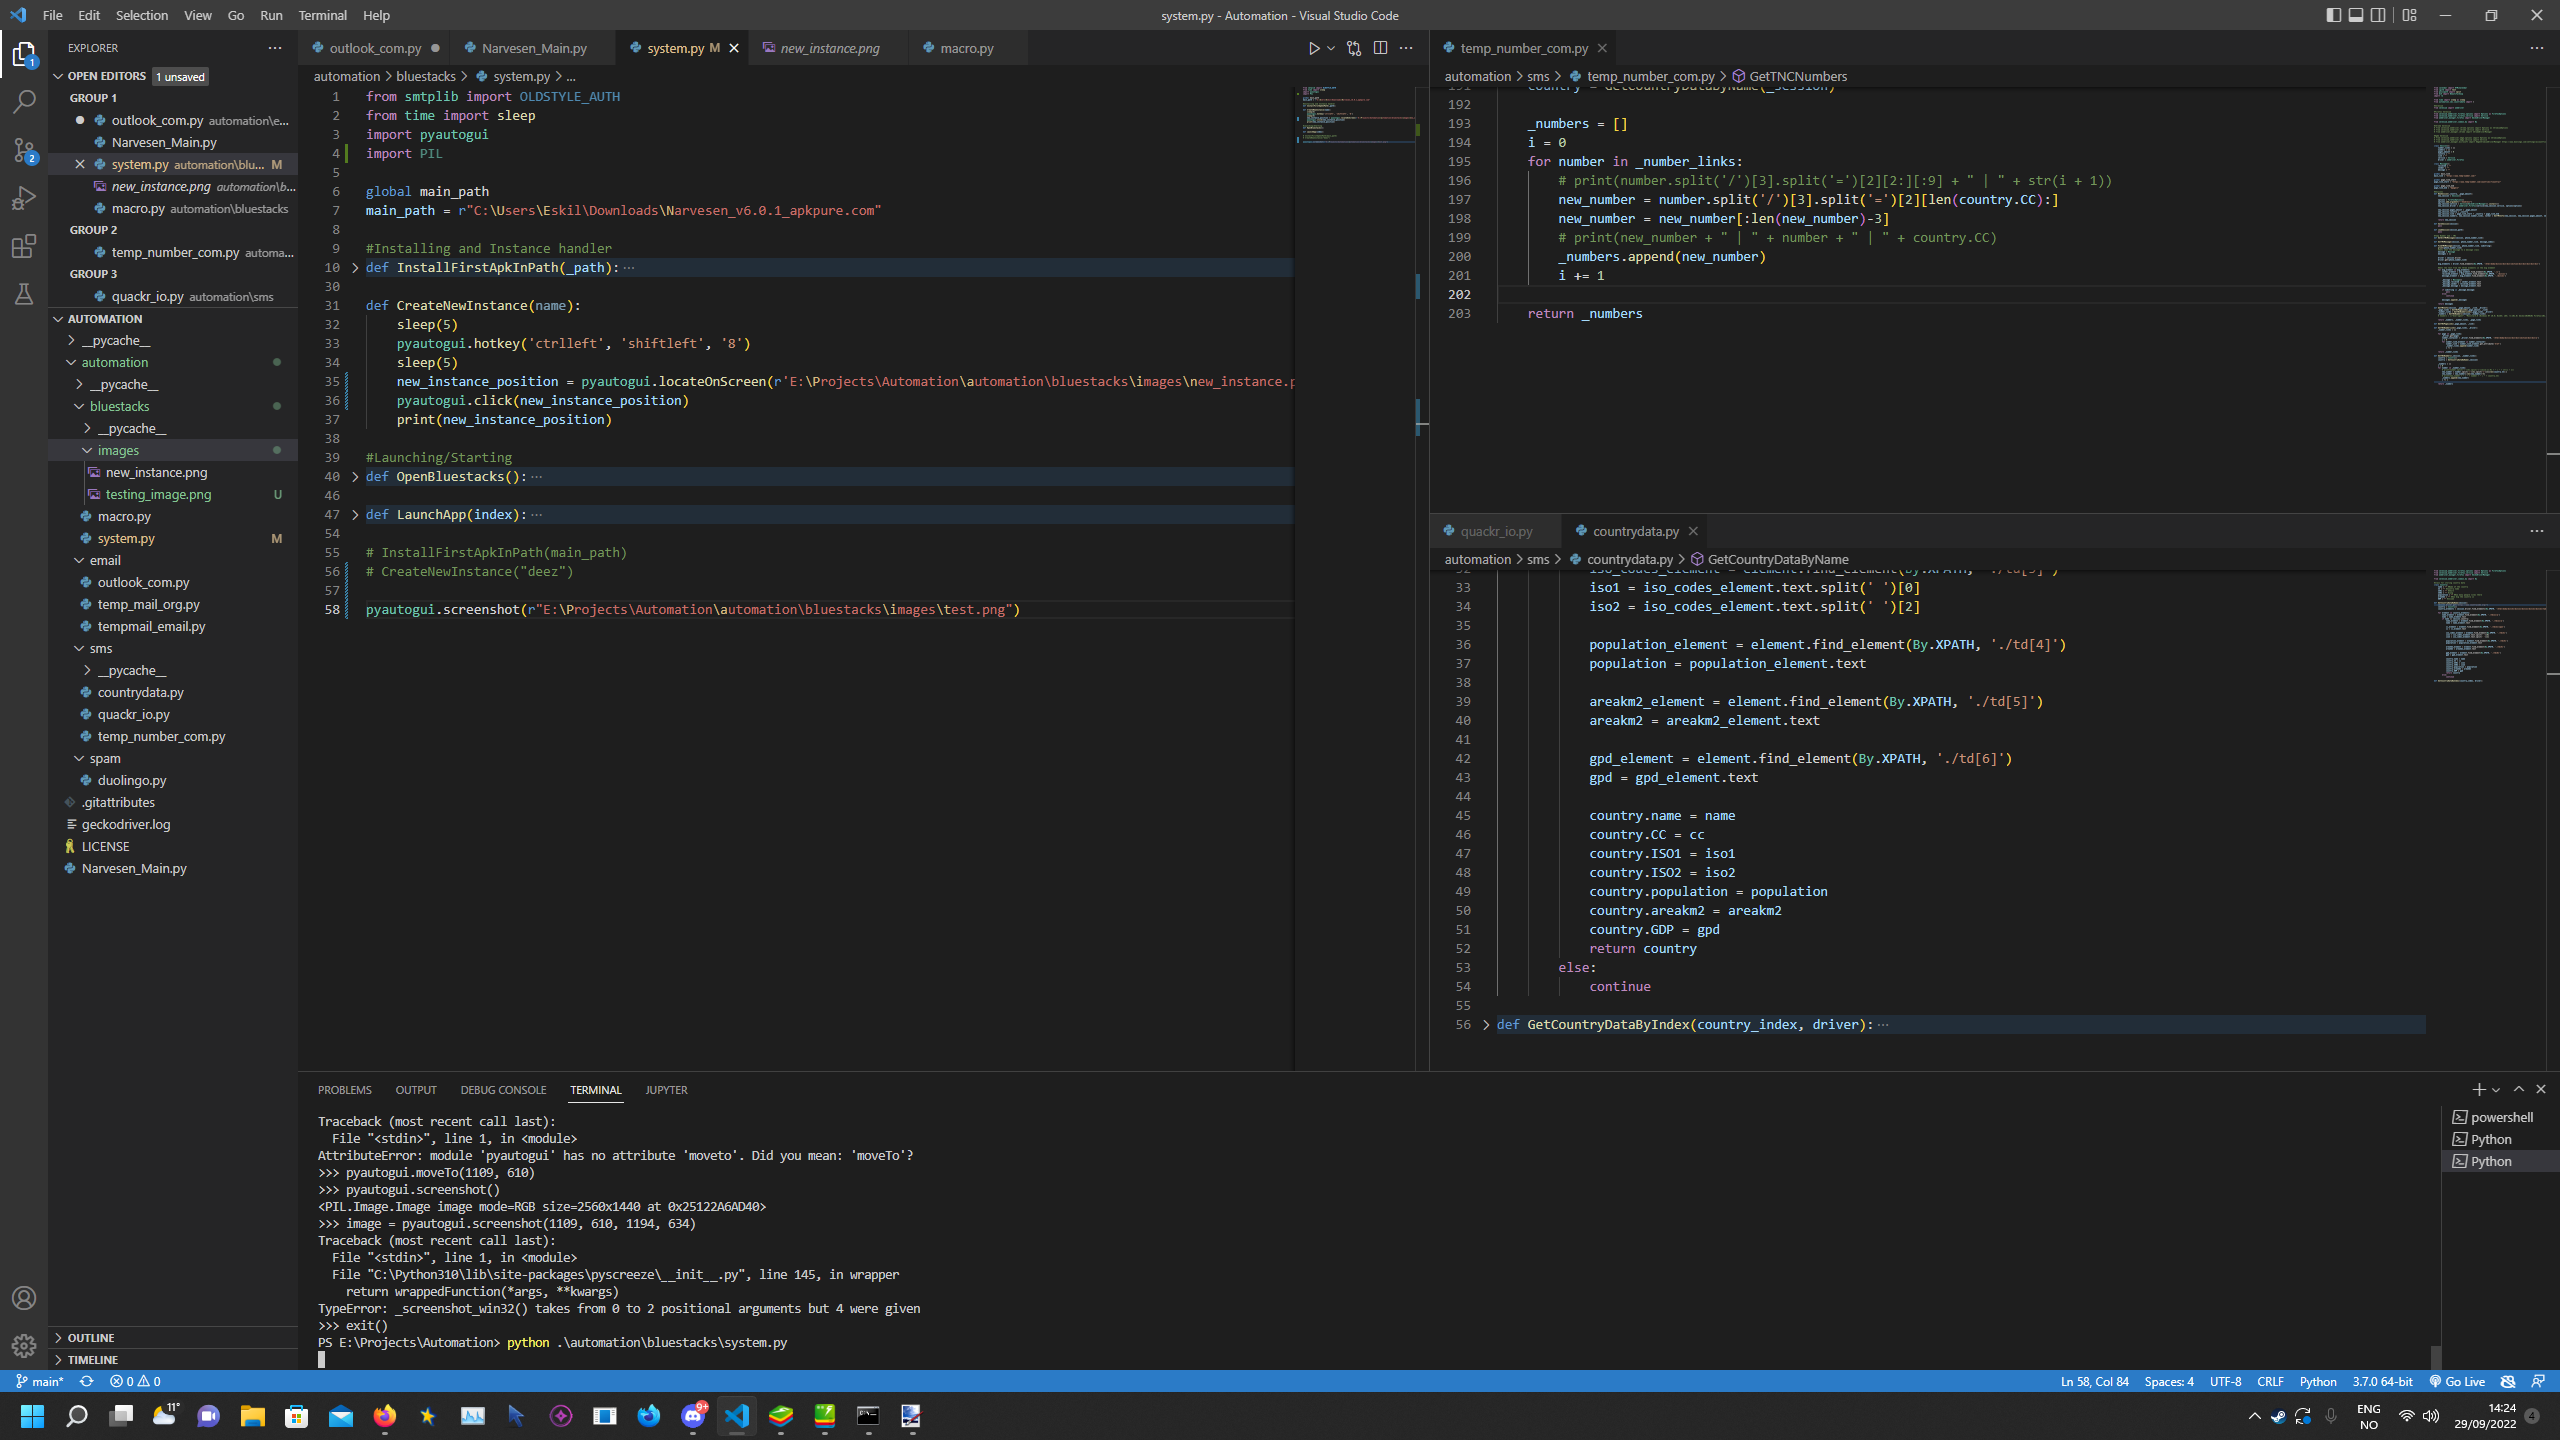 File Edit Selection View Go Run Terminal Help
system.py - Automation - Visual Studio Code
EXPLORER
OPEN EDITORS 1 unsaved
GROUP 1
outlook_com.py automation\e...
Narvesen_Main.py
system.py automation\blu... M
new_instance.png automation\b...
macro.py automation\bluestacks
GROUP 2
temp_number_com.py automa...
GROUP 3
quackr_io.py automation\sms
AUTOMATION
__pycache__
automation
__pycache__
bluestacks
__pycache__
images
new_instance.png
testing_image.png U
macro.py
system.py M
email
outlook_com.py
temp_mail_org.py
tempmail_email.py
sms
__pycache__
countrydata.py
quackr_io.py
temp_number_com.py
spam
duolingo.py
.gitattributes
geckodriver.log
LICENSE
Narvesen_Main.py
OUTLINE
TIMELINE
outlook_com.py Narvesen_Main.py system.py M new_instance.png macro.py
automation > bluestacks > system.py > ...
1 from smtplib import OLDSTYLE_AUTH
2 from time import sleep
3 import pyautogui
4 import PIL
5
6 global main_path
7 main_path = r"C:\Users\Eskil\Downloads\Narvesen_v6.0.1_apkpure.com"
8
9 #Installing and Instance handler
10 def InstallFirstApkInPath(_path): ...
30
31 def CreateNewInstance(name):
32 sleep(5)
33 pyautogui.hotkey('ctrlleft', 'shiftleft', '8')
34 sleep(5)
35 new_instance_position = pyautogui.locateOnScreen(r'E:\Projects\Automation\automation\bluestacks\images\new_instance.p
36 pyautogui.click(new_instance_position)
37 print(new_instance_position)
38
39 #Launching/Starting
40 def OpenBluestacks(): ...
46
47 def LaunchApp(index): ...
54
55 # InstallFirstApkInPath(main_path)
56 # CreateNewInstance("deez")
57
58 pyautogui.screenshot(r"E:\Projects\Automation\automation\bluestacks\images\test.png")
temp_number_com.py
automation > sms > temp_number_com.py > GetTNCNumbers
191 country = GetCountryDataByName(_session)
192
193 _numbers = []
194 i = 0
195 for number in _number_links:
196 # print(number.split('/')[3].split('=')[2][2:][:9] + " | " + str(i + 1))
197 new_number = number.split('/')[3].split('=')[2][len(country.CC):]
198 new_number = new_number[:len(new_number)-3]
199 # print(new_number + " | " + number + " | " + country.CC)
200 _numbers.append(new_number)
201 i += 1
202
203 return _numbers
quackr_io.py countrydata.py
automation > sms > countrydata.py > GetCountryDataByName
32 iso_codes_element = element.find_element(By.XPATH, './td[3]')
33 iso1 = iso_codes_element.text.split(' ')[0]
34 iso2 = iso_codes_element.text.split(' ')[2]
35
36 population_element = element.find_element(By.XPATH, './td[4]')
37 population = population_element.text
38
39 areakm2_element = element.find_element(By.XPATH, './td[5]')
40 areakm2 = areakm2_element.text
41
42 gpd_element = element.find_element(By.XPATH, './td[6]')
43 gpd = gpd_element.text
44
45 country.name = name
46 country.CC = cc
47 country.ISO1 = iso1
48 country.ISO2 = iso2
49 country.population = population
50 country.areakm2 = areakm2
51 country.GDP = gpd
52 return country
53 else:
54 continue
55
56 def GetCountryDataByIndex(country_index, driver): ...
PROBLEMS OUTPUT DEBUG CONSOLE TERMINAL JUPYTER
Traceback (most recent call last):
File "<stdin>", line 1, in <module>
AttributeError: module 'pyautogui' has no attribute 'moveto'. Did you mean: 'moveTo'?
>>> pyautogui.moveTo(1109, 610)
>>> pyautogui.screenshot()
<PIL.Image.Image image mode=RGB size=2560x1440 at 0x25122A6AD40>
>>> image = pyautogui.screenshot(1109, 610, 1194, 634)
Traceback (most recent call last):
File "<stdin>", line 1, in <module>
File "C:\Python310\lib\site-packages\pyscreeze\__init__.py", line 145, in wrapper
return wrappedFunction(*args, **kwargs)
TypeError: _screenshot_win32() takes from 0 to 2 positional arguments but 4 were given
>>> exit()
PS E:\Projects\Automation> python .\automation\bluestacks\system.py
powershell
Python
Python
main* 0 0
Ln 58, Col 84 Spaces: 4 UTF-8 CRLF Python 3.7.0 64-bit Go Live
11°
9+
ENG
NO
14:24
29/09/2022
4